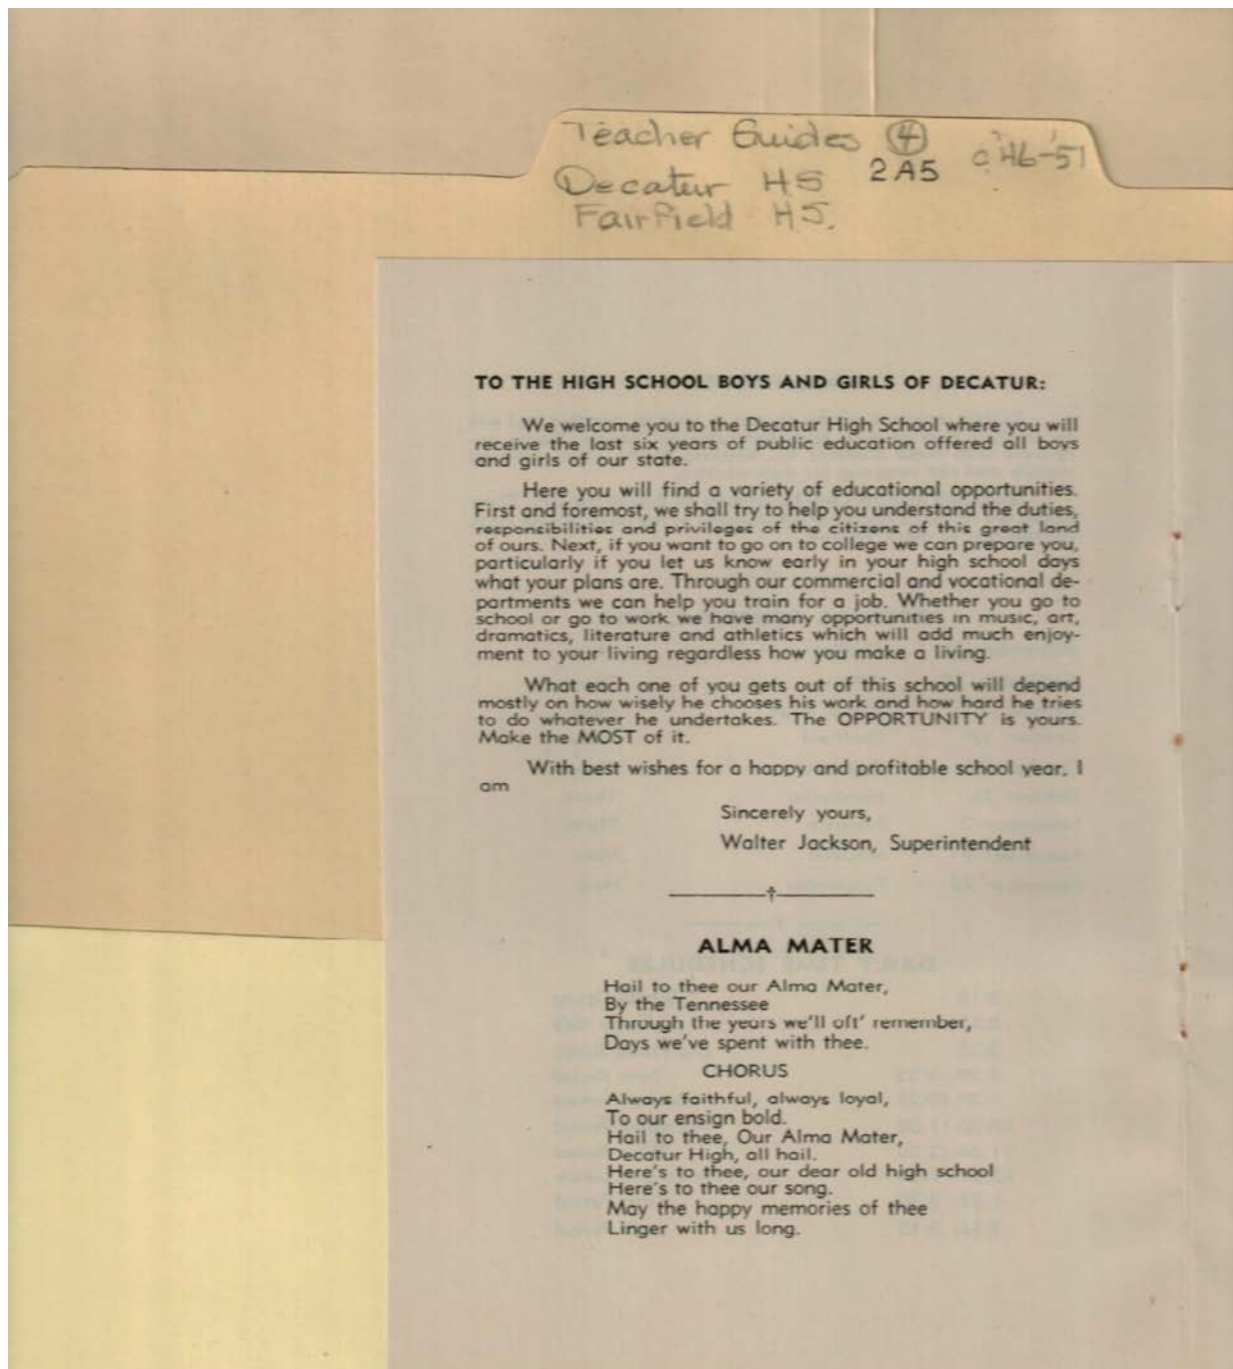 Teacher Guides ④
2A5 c'46-'51
Decatur HS
Fairfield HS.
TO THE HIGH SCHOOL BOYS AND GIRLS OF DECATUR:
We welcome you to the Decatur High School where you will
receive the last six years of public education offered all boys
and girls of our state.
Here you will find a variety of educational opportunities.
First and foremost, we shall try to help you understand the duties,
responcibilities and privileges of the citizens of this great land
of ours. Next, if you want to go on to college we can prepare you,
particularly if you let us know early in your high school days
what your plans are. Through our commercial and vocational de-
partments we can help you train for a job. Whether you go to
school or go to work we have many opportunities in music, art,
dramatics, literature and athletics which will add much enjoy-
ment to your living regardless how you make a living.
What each one of you gets out of this school will depend
mostly on how wisely he chooses his work and how hard he tries
to do whatever he undertakes. The OPPORTUNITY is yours.
Make the MOST of it.
With best wishes for a happy and profitable school year, I
am
Sincerely yours,
Walter Jackson, Superintendent
ALMA MATER
Hail to thee our Alma Mater,
By the Tennessee
Through the years we'll oft' remember,
Days we've spent with thee.
CHORUS
Always faithful, always loyal,
To our ensign bold.
Hail to thee, Our Alma Mater,
Decatur High, all hail.
Here's to thee, our dear old high school
Here's to thee our song.
May the happy memories of thee
Linger with us long.